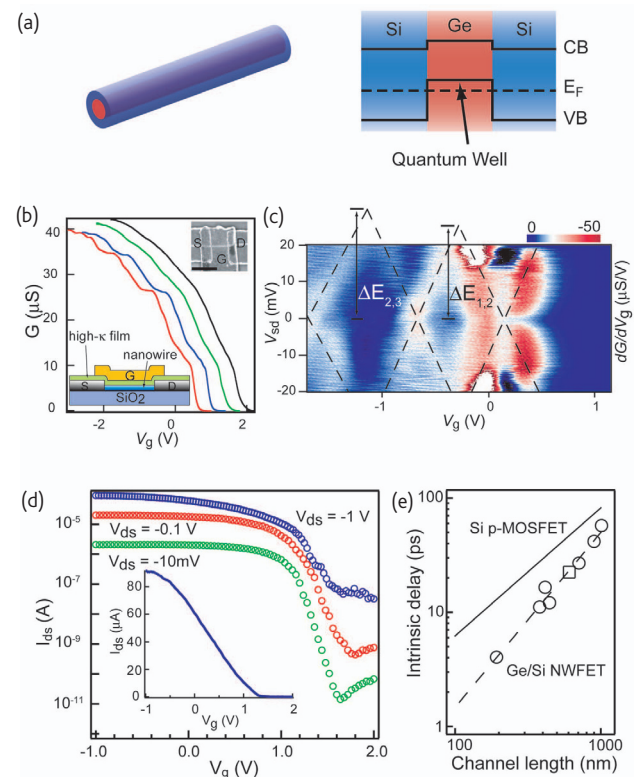 (a)
Si Ge Si
CB
E_F
VB
Quantum Well
(b)
40
20
0
G (μS)
S D
G
high-κ film
nanowire
G
S D
SiO2
-2 0 2
V_g (V)
(c)
0 -50
20
10
0
-10
-20
V_sd (mV)
ΔE_2,3
ΔE_1,2
dG/dV_g (μS/V)
-1 0 1
V_g (V)
(d)
V_ds = -1 V
V_ds = -0.1 V
V_ds = -10mV
10^-5
10^-7
10^-9
10^-11
I_ds (A)
80
60
40
20
0
I_ds (μA)
-1 0 1 2
V_g (V)
-1.0 0.0 1.0 2.0
V_g (V)
(e)
100
10
1
Intrinsic delay (ps)
Si p-MOSFET
Ge/Si NWFET
100 1000
Channel length (nm)